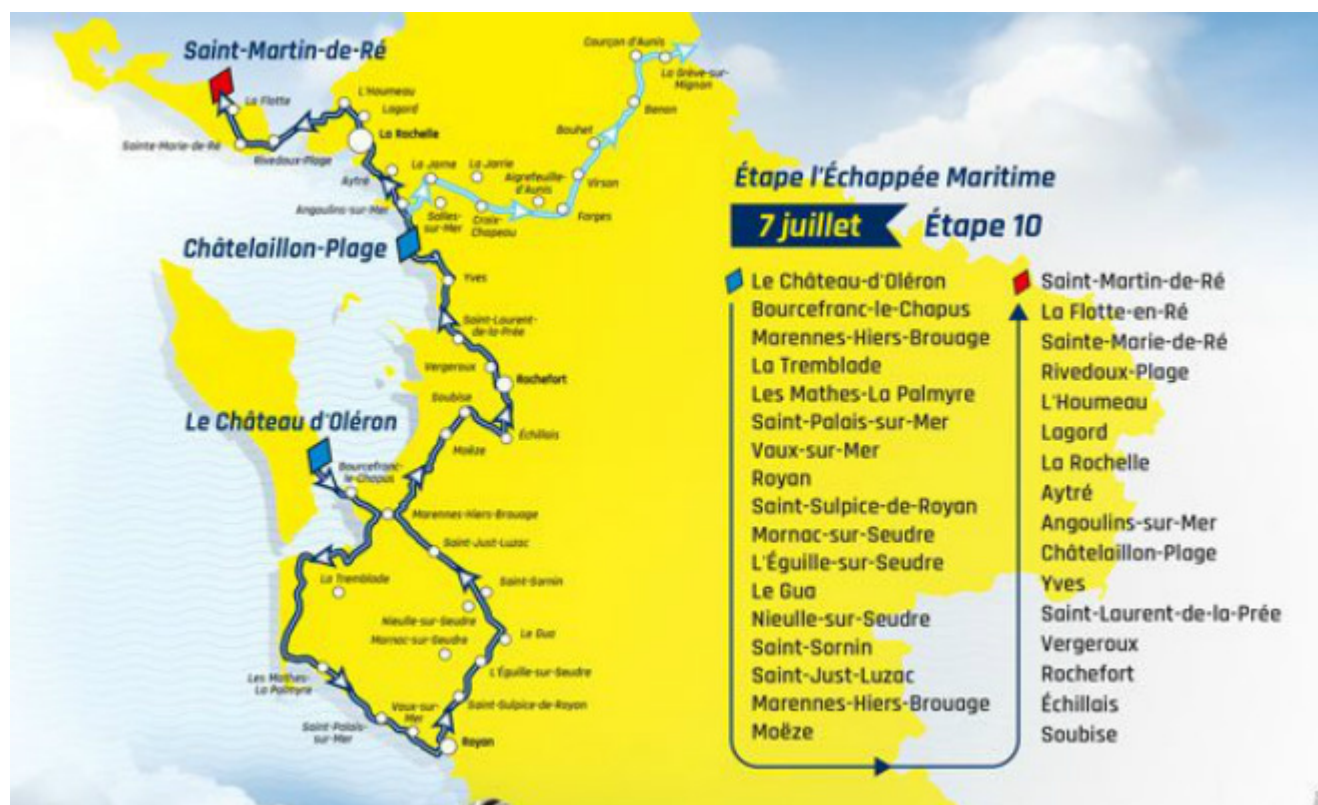 Saint-Martin-de-Ré
La Flotte
Sainte-Marie-de-Ré
Rivedoux-Plage
L'Houmeau
Lagord
La Rochelle
Aytré
Angoulins-sur-Mer
La Jarne
Salles-
sur-Mer
La Jarrie
Croix-
Chapeau
Aigrefeuille-
d'Aunis
Forges
Virson
Bouhet
Benon
Courçon d'Aunis
La Grève-sur-
Mignon
Châtelaillon-Plage
Yves
Saint-Laurent-
de-la-Prée
Vergeroux
Rochefort
Soubise
Échillais
Moëze
Le Château d'Oléron
Bourcefranc-
le-Chapus
Marennes-Hiers-Brouage
Saint-Just-Luzac
La Tremblade
Saint-Sornin
Nieulle-sur-Seudre
Mornac-sur-Seudre
Le Gua
L'Éguille-sur-Seudre
Les Mathes-
La Palmyre
Saint-Sulpice-de-Royan
Vaux-sur-
Mer
Saint-Palais-
sur-Mer
Royan
Étape l'Échappée Maritime
7 juillet
Étape 10
Le Château-d'Oléron
Bourcefranc-le-Chapus
Marennes-Hiers-Brouage
La Tremblade
Les Mathes-La Palmyre
Saint-Palais-sur-Mer
Vaux-sur-Mer
Royan
Saint-Sulpice-de-Royan
Mornac-sur-Seudre
L'Éguille-sur-Seudre
Le Gua
Nieulle-sur-Seudre
Saint-Sornin
Saint-Just-Luzac
Marennes-Hiers-Brouage
Moëze
Saint-Martin-de-Ré
La Flotte-en-Ré
Sainte-Marie-de-Ré
Rivedoux-Plage
L'Houmeau
Lagord
La Rochelle
Aytré
Angoulins-sur-Mer
Châtelaillon-Plage
Yves
Saint-Laurent-de-la-Prée
Vergeroux
Rochefort
Échillais
Soubise